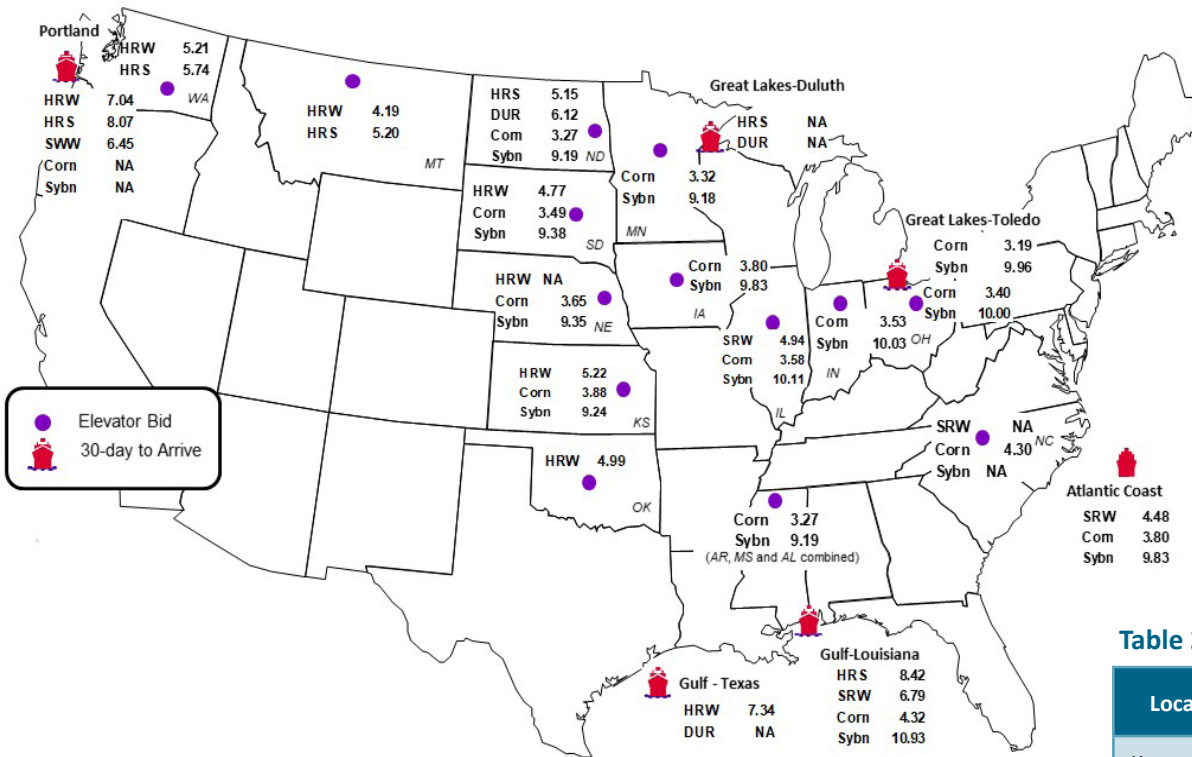 Portland
HRW 5.21
HRS 5.74
WA
HRW 7.04
HRS 8.07
SWW 6.45
Corn NA
Sybn NA
HRW 4.19
HRS 5.20
MT
HRS 5.15
DUR 6.12
Corn 3.27
Sybn 9.19 ND
Great Lakes-Duluth
HRS NA
DUR NA
Corn 3.32
Sybn 9.18
MN
HRW 4.77
Corn 3.49
Sybn 9.38
SD
Great Lakes-Toledo
Corn 3.19
Sybn 9.96
HRW NA
Corn 3.65
Sybn 9.35 NE
Corn 3.80
Sybn 9.83
IA
Corn 3.40
Sybn 10.00
OH
Corn 3.53
Sybn 10.03
IN
SRW 4.94
Corn 3.58
Sybn 10.11
IL
HRW 5.22
Corn 3.88
Sybn 9.24
KS
Elevator Bid
30-day to Arrive
HRW 4.99
OK
SRW NA
Corn 4.30
Sybn NA
NC
Corn 3.27
Sybn 9.19
(AR, MS and AL combined)
Atlantic Coast
SRW 4.48
Corn 3.80
Sybn 9.83
Gulf - Texas
HRW 7.34
DUR NA
Gulf-Louisiana
HRS 8.42
SRW 6.79
Corn 4.32
Sybn 10.93
Table
Loca